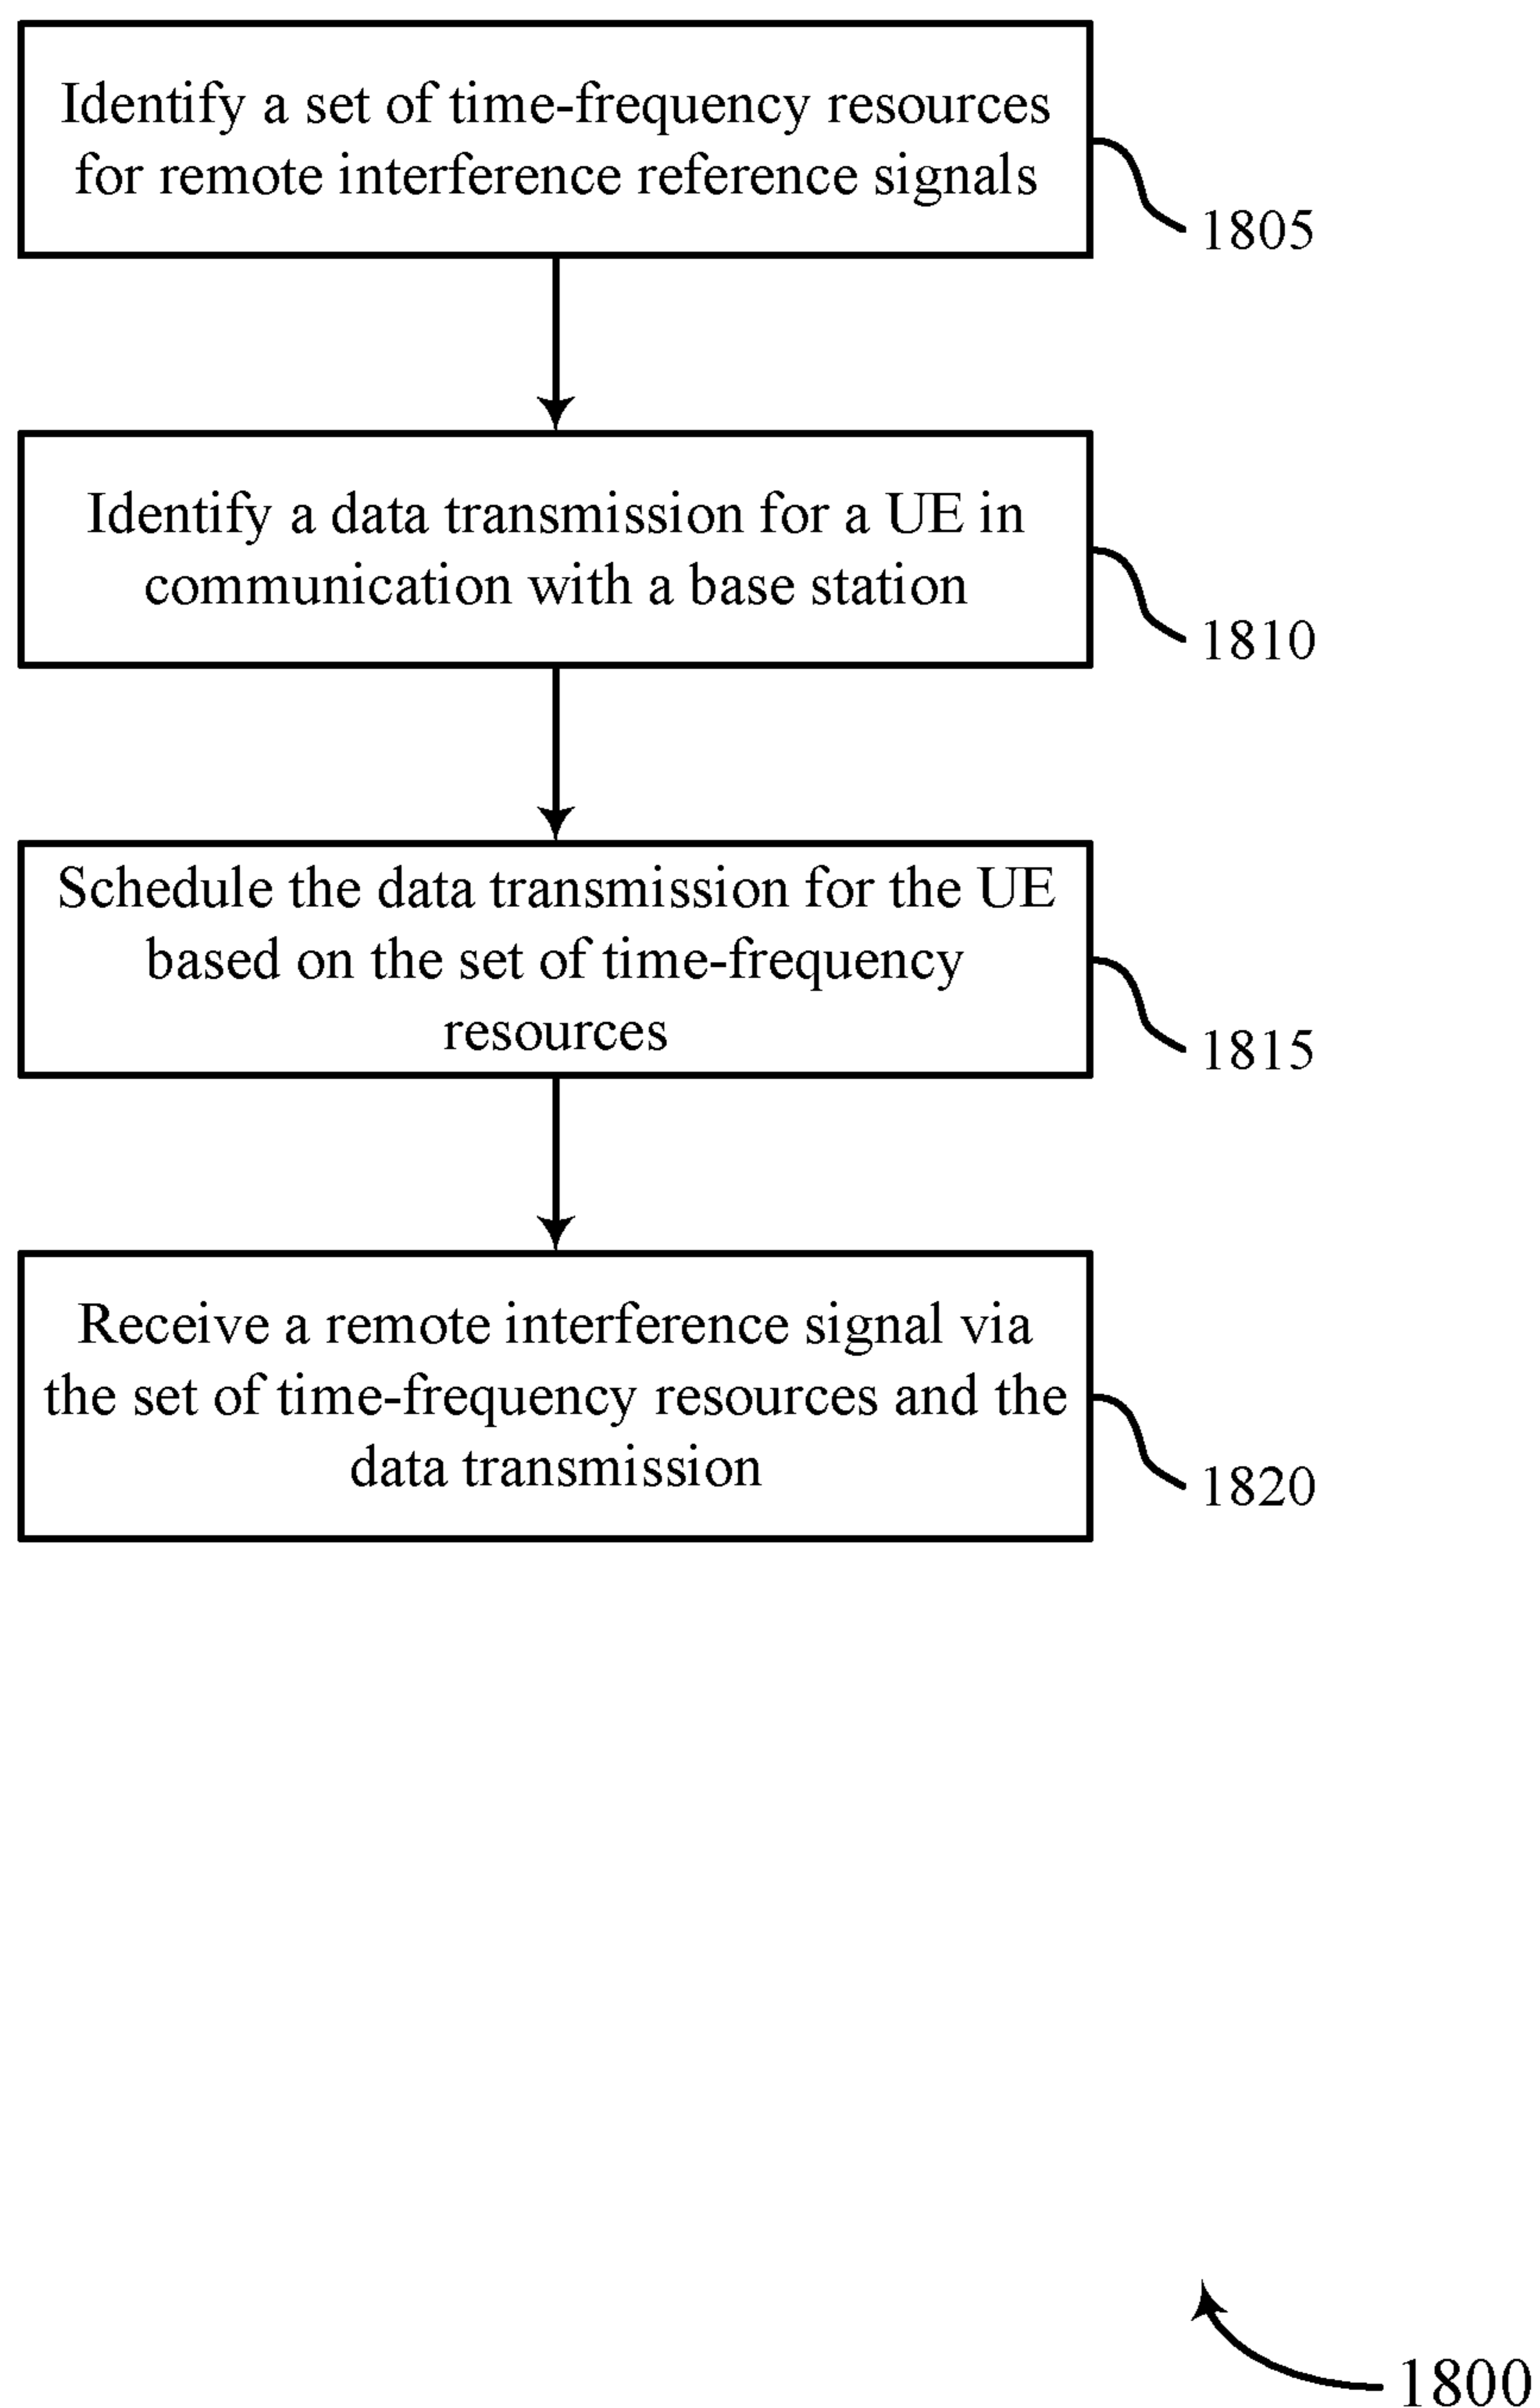 Identify a set of time-frequency resources
for remote interference reference signals
1805
Identify a data transmission for a UE in
communication with a base station
1810
Schedule the data transmission for the UE
based on the set of time-frequency
resources
1815
Receive a remote interference signal via
the set of time-frequency resources and the
data transmission
1820
1800